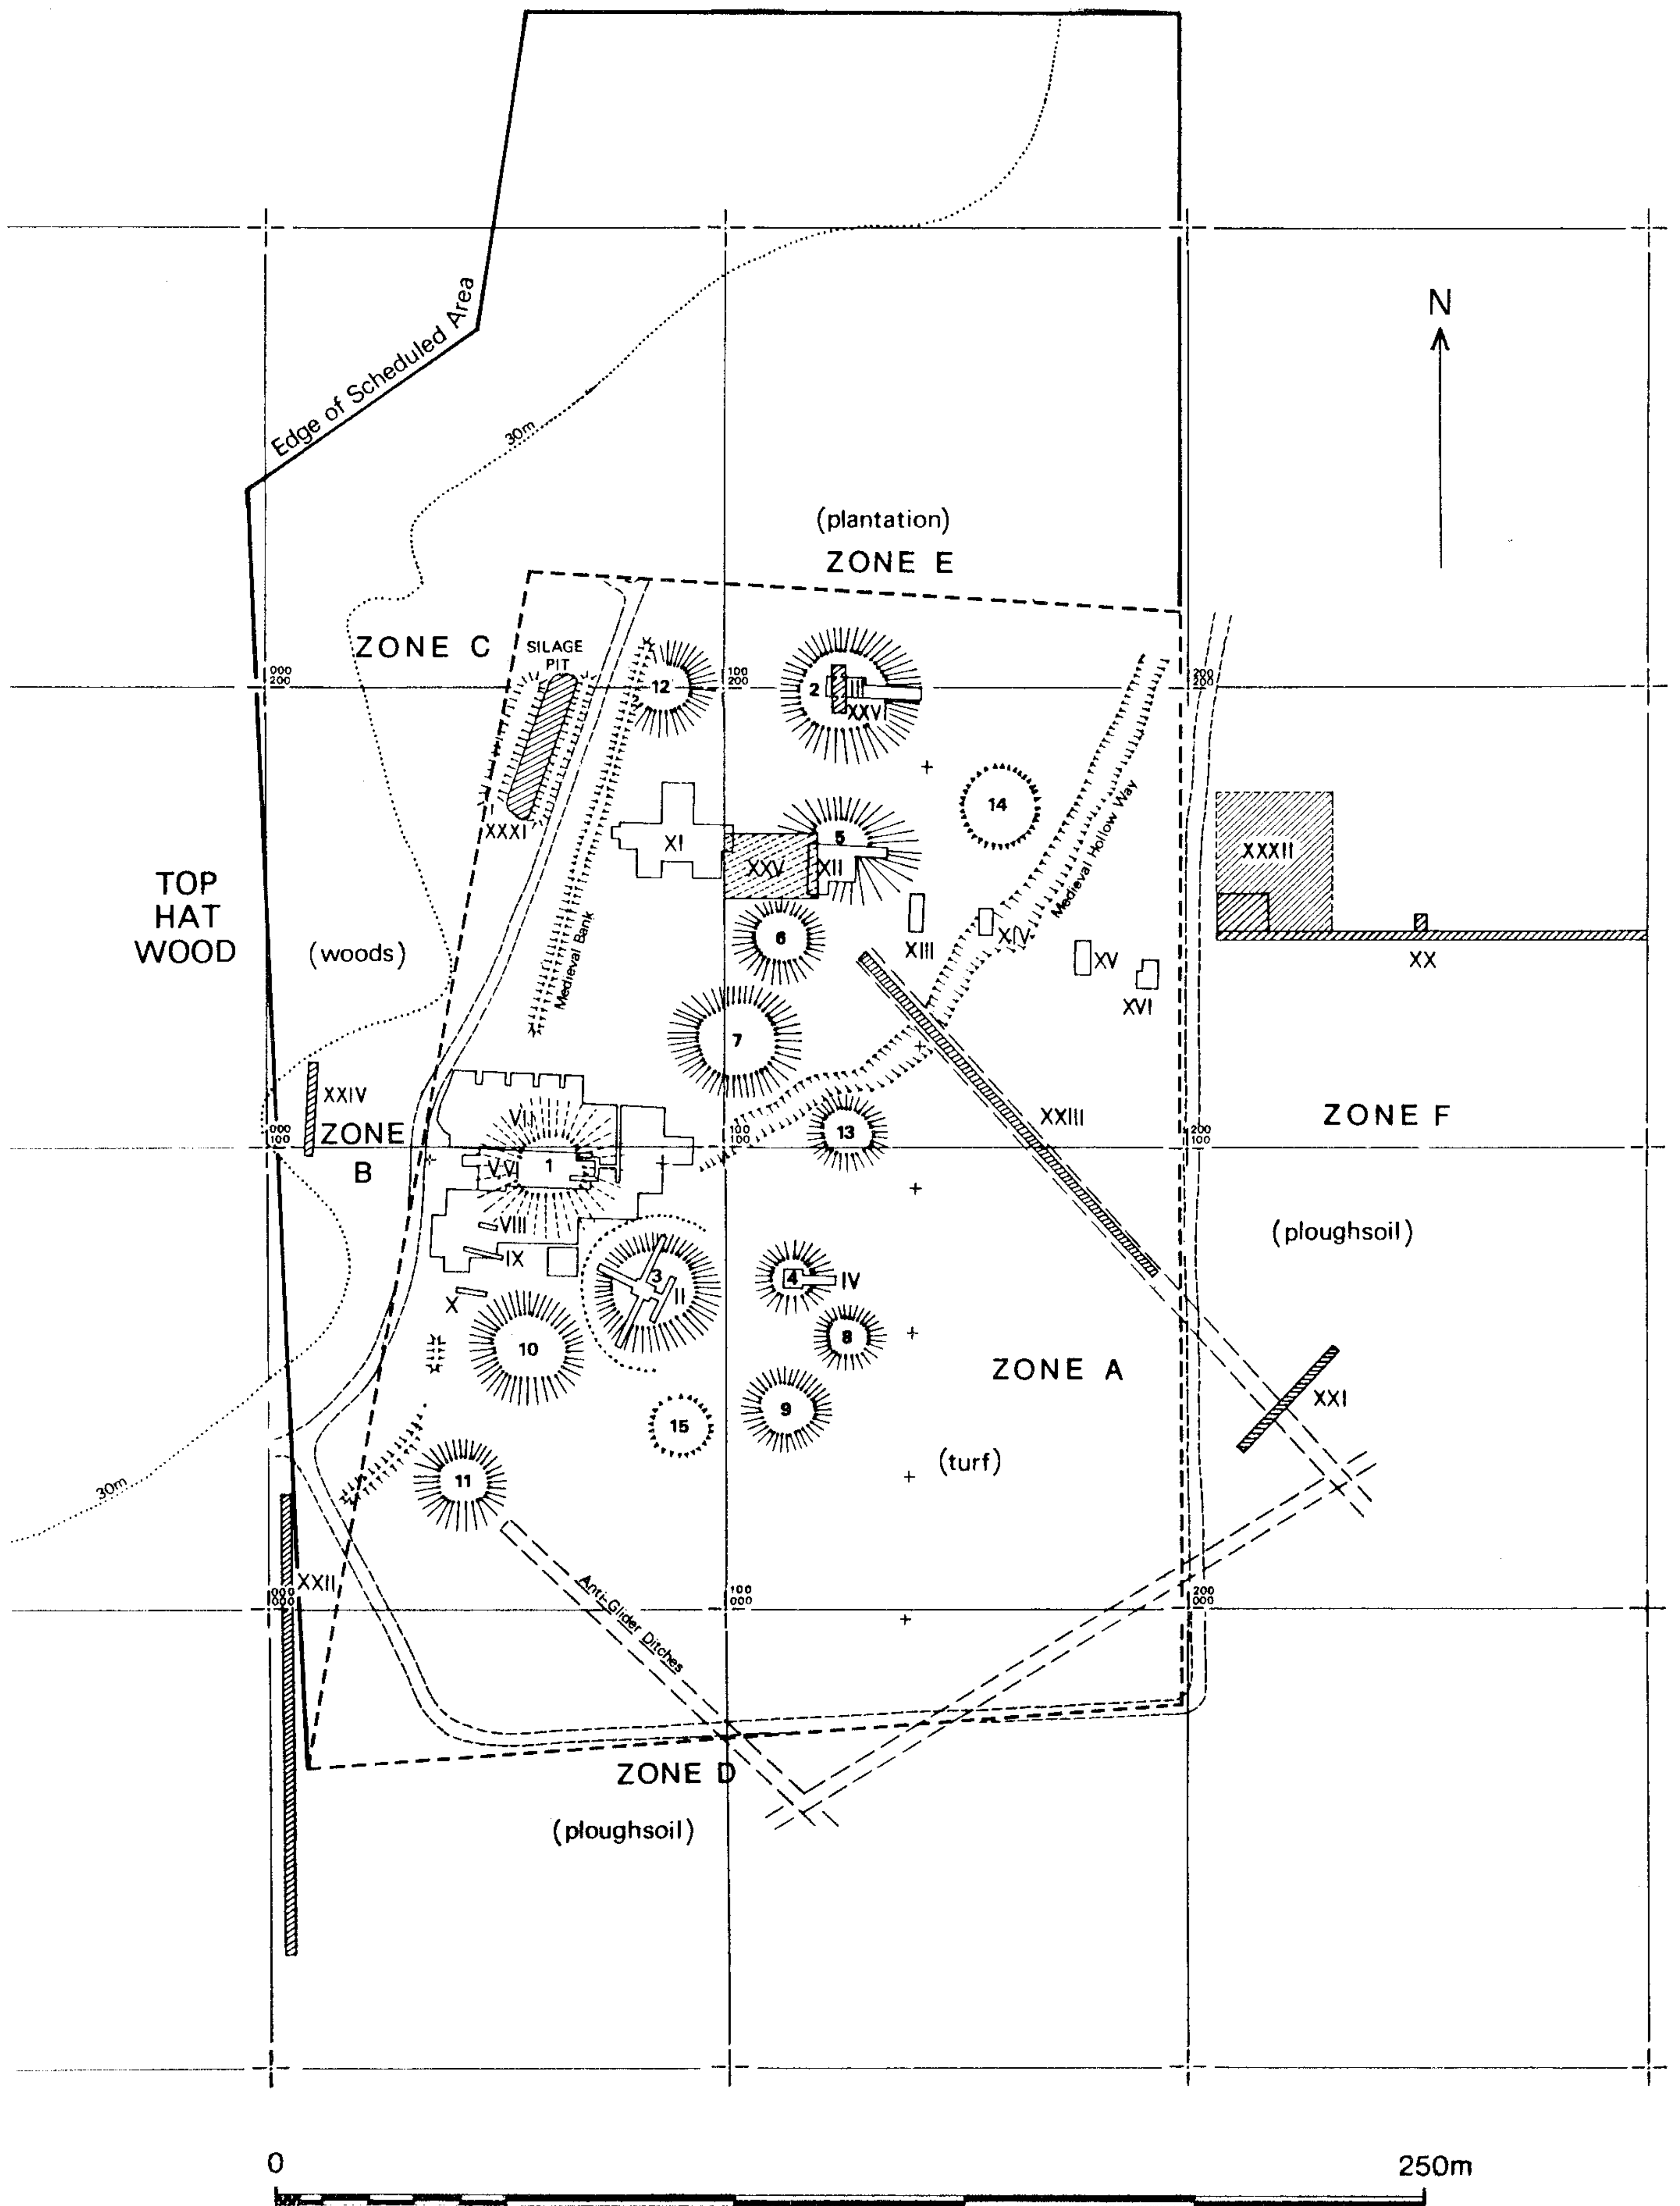 N
Edge of Scheduled Area
30m
(plantation)
ZONE E
ZONE C
SILAGE
PIT
000
200
100
200
200
200
12
2
XXVI
14
XXXI
XI
5
XXV
XII
Medieval Hollow Way
XXXII
TOP
HAT
WOOD
(woods)
Medieval Bank
6
XIII
XIV
XV
XVI
XX
7
XXIV
ZONE
B
VII
000
100
100
100
200
100
13
XXIII
ZONE F
V
VI
1
VIII
IX
X
3
II
4
IV
(ploughsoil)
10
8
ZONE A
XXI
15
9
(turf)
11
30m
XXII
000
000
100
000
200
000
Anti-Glider Ditches
ZONE D
(ploughsoil)
0
250m